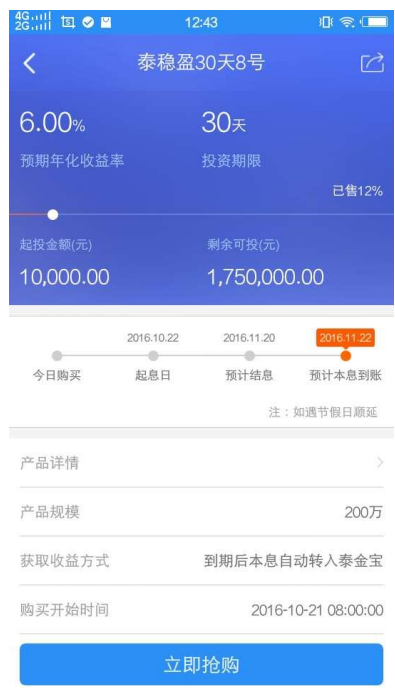 4G
2G
12:43
泰稳盈30天8号
6.00%
30天
预期年化收益率
投资期限
已售12%
起投金额(元)
剩余可投(元)
10,000.00
1,750,000.00
2016.10.22
2016.11.20
2016.11.22
今日购买
起息日
预计结息
预计本息到账
注：如遇节假日顺延
产品详情
产品规模
200万
获取收益方式
到期后本息自动转入泰金宝
购买开始时间
2016-10-21 08:00:00
立即抢购